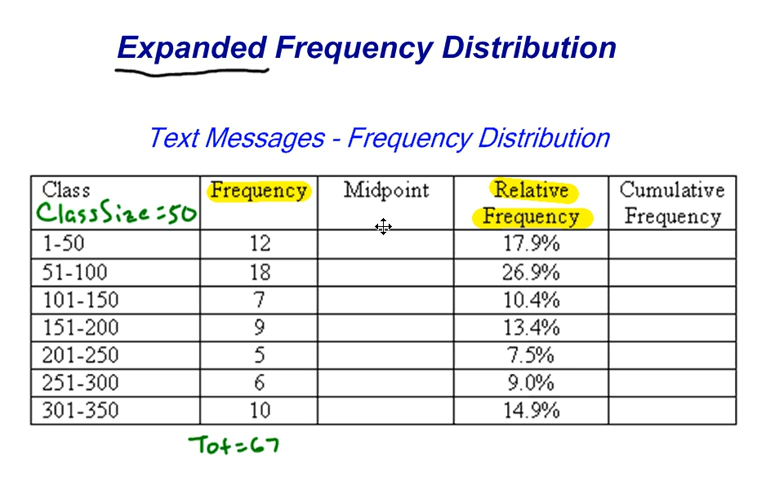 Expanded Frequency Distribution
Text Messages - Frequency Distribution
Class Frequency Midpoint Relative Cumulative
ClassSize=50 Frequency Frequency
1-50 12 17.9%
51-100 18 26.9%
101-150 7 10.4%
151-200 9 13.4%
201-250 5 7.5%
251-300 6 9.0%
301-350 10 14.9%
Tot=67